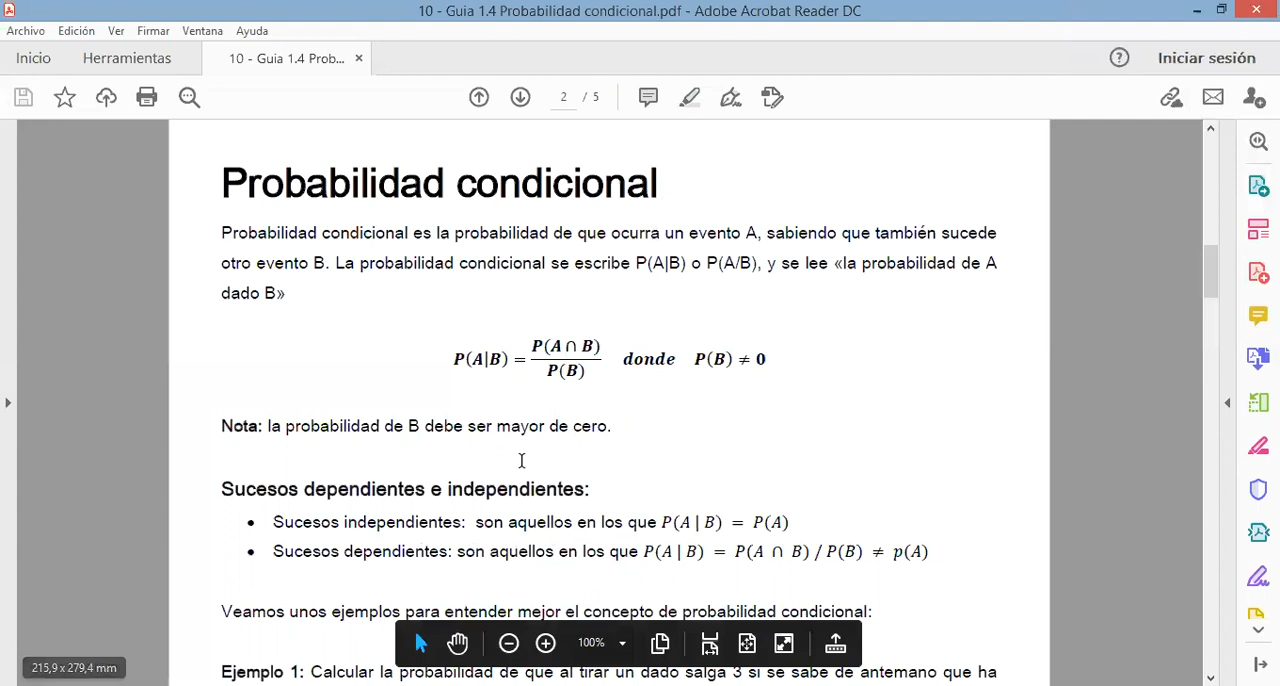 10 - Guia 1.4 Probabilidad condicional.pdf - Adobe Acrobat Reader DC
Archivo Edición Ver Firmar Ventana Ayuda
Inicio Herramientas 10 - Guia 1.4 Prob... × Iniciar sesión
2 / 5
Probabilidad condicional
Probabilidad condicional es la probabilidad de que ocurra un evento A, sabiendo que también sucede
otro evento B. La probabilidad condicional se escribe P(A|B) o P(A/B), y se lee «la probabilidad de A
dado B»
P(A|B) = P(A ∩ B) / P(B) donde P(B) ≠ 0
Nota: la probabilidad de B debe ser mayor de cero.
Sucesos dependientes e independientes:
• Sucesos independientes: son aquellos en los que P(A | B) = P(A)
• Sucesos dependientes: son aquellos en los que P(A | B) = P(A ∩ B) / P(B) ≠ p(A)
Veamos unos ejemplos para entender mejor el concepto de probabilidad condicional:
100%
215,9 x 279,4 mm
Ejemplo 1: Calcular la probabilidad de que al tirar un dado salga 3 si se sabe de antemano que ha